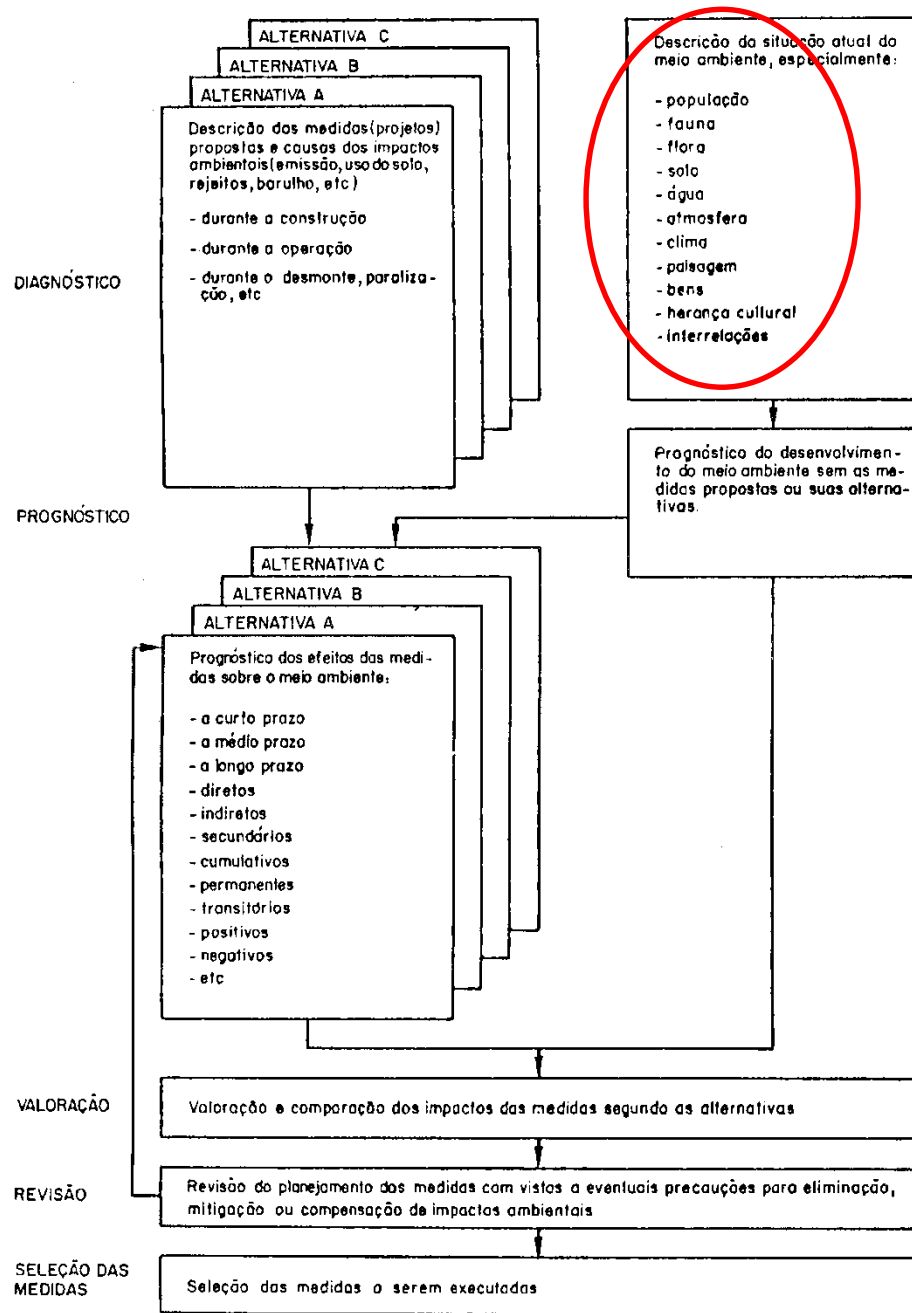 ALTERNATIVA C
ALTERNATIVA B
ALTERNATIVA A
Descrição das medidas (projetos)
propostas e causas dos impactos
ambientais (emissão, uso do solo,
rejeitos, barulho, etc)
- durante a construção
- durante a operação
- durante o desmonte, paraliza-
ção, etc
Descrição da situação atual do
meio ambiente, especialmente:
- população
- fauna
- flora
- solo
- água
- atmosfera
- clima
- paisagem
- bens
- herança cultural
- interrelações
DIAGNÓSTICO
Prognóstico do desenvolvimen-
to do meio ambiente sem as me-
didas propostas ou suas alterna-
tivas.
PROGNÓSTICO
ALTERNATIVA C
ALTERNATIVA B
ALTERNATIVA A
Prognóstico dos efeitos das medi-
das sobre o meio ambiente:
- a curto prazo
- a médio prazo
- a longo prazo
- diretos
- indiretos
- secundários
- cumulativos
- permanentes
- transitórios
- positivos
- negativos
- etc
VALORAÇÃO
Valoração e comparação dos impactos das medidas segundo as alternativas
REVISÃO
Revisão do planejamento das medidas com vistas a eventuais precauções para eliminação,
mitigação ou compensação de impactos ambientais
SELEÇÃO DAS
MEDIDAS
Seleção das medidas a serem executadas